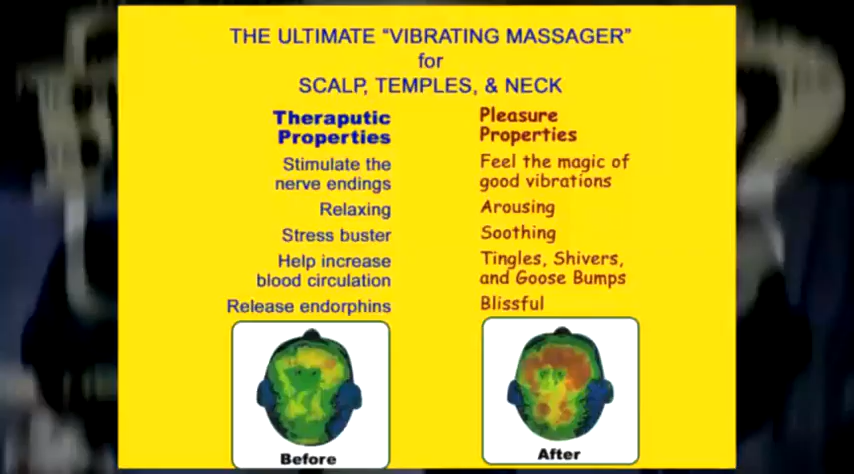 THE ULTIMATE “VIBRATING MASSAGER”
for
SCALP, TEMPLES, & NECK
Theraputic
Properties
Stimulate the
nerve endings
Relaxing
Stress buster
Help increase
blood circulation
Release endorphins
Pleasure
Properties
Feel the magic of
good vibrations
Arousing
Soothing
Tingles, Shivers,
and Goose Bumps
Blissful
Before
After